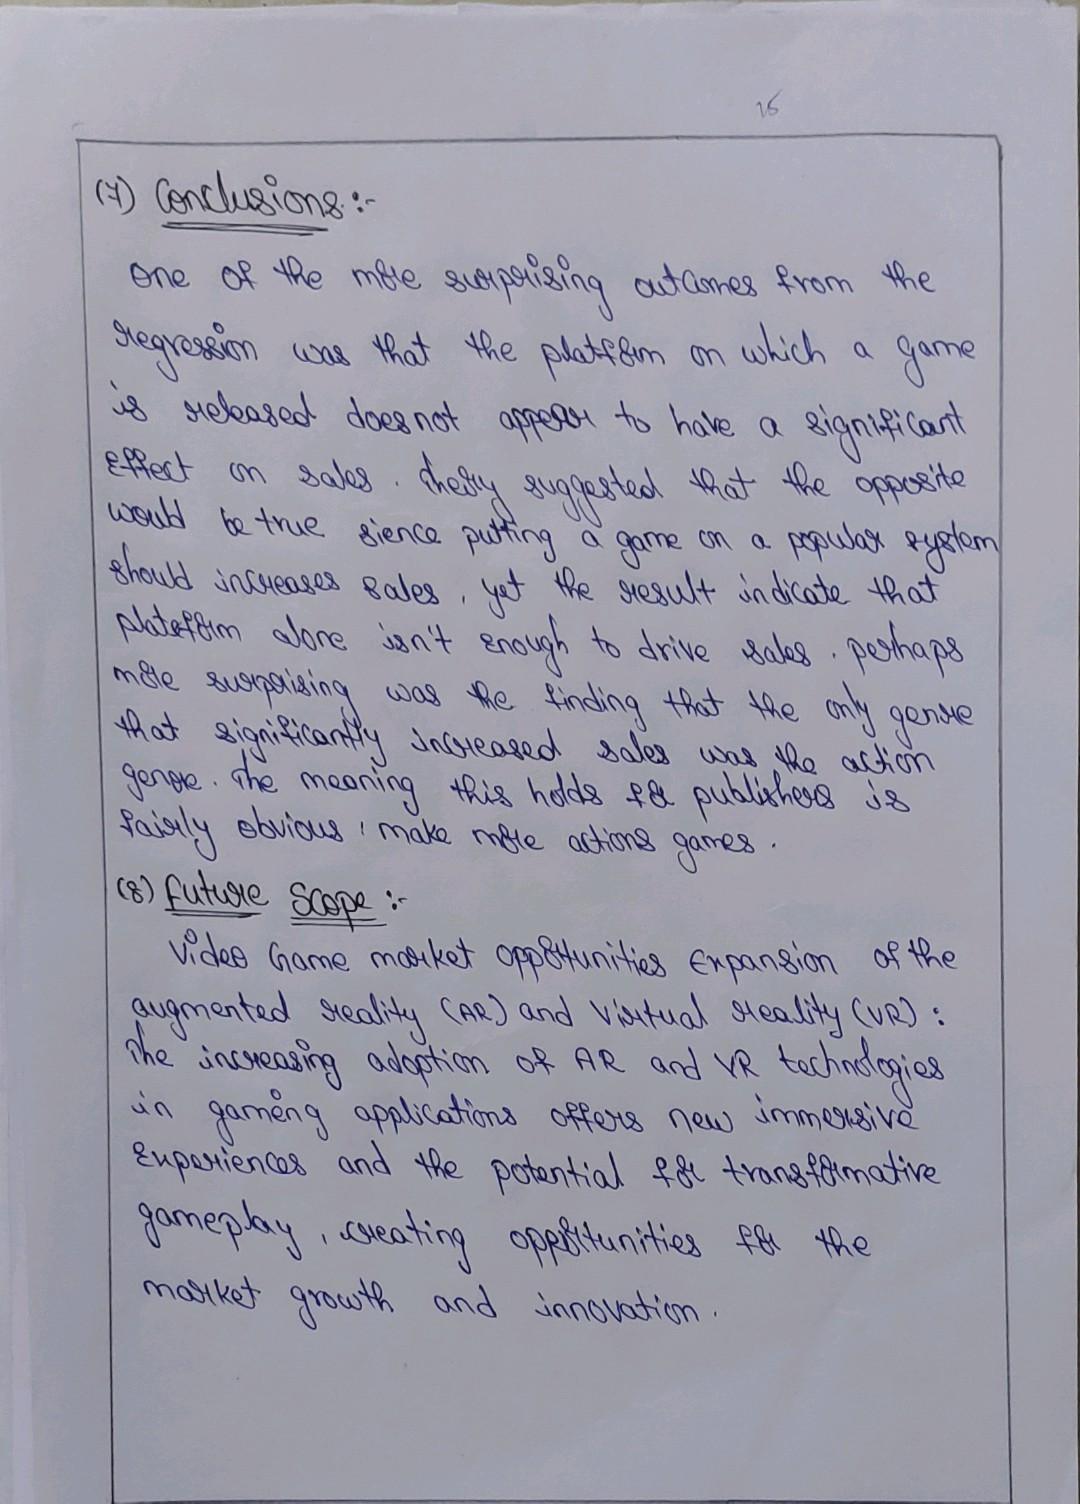 15
(7) Conclusions :-
One of the more surprising outcomes from the
regression was that the platform on which a game
is released does not appear to have a significant
Effect on sales. Theory suggested that the opposite
would be true sience putting a game on a popular system
should increases sales, yet the result indicate that
plateform alone isn't enough to drive sales. perhaps
more surprising was the finding that the only genre
that significantly increased sales was the action
genre. The meaning this holds for publishers is
fairly obvious : make more actions games.
(8) Future Scope :-
Video Game market opportunities Expansion of the
augmented reality (AR) and Virtual reality (VR) :
The increasing adoption of AR and VR technologies
in gaming applications offers new immersive
Experiences and the potential for transformative
gameplay, creating opportunities for the
market growth and innovation.